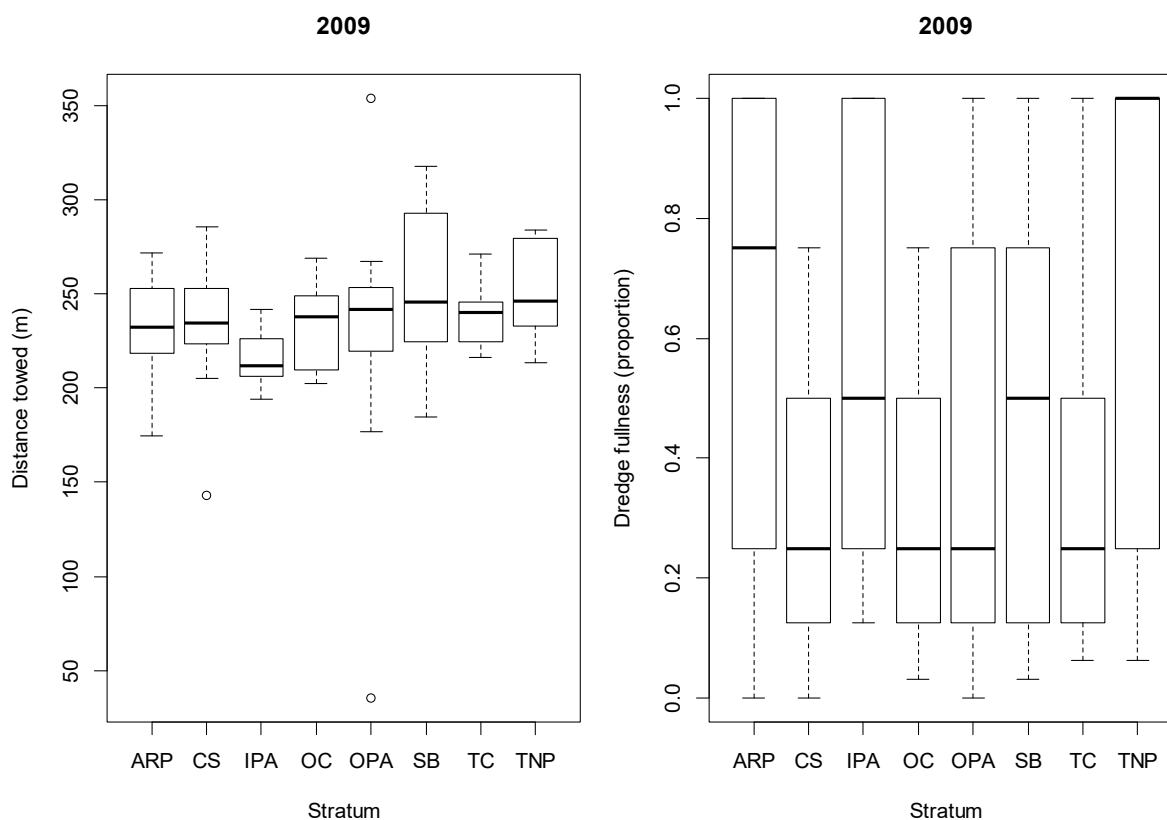 2009
Distance towed (m)
350
300
250
200
150
100
50
ARP CS IPA OC OPA SB TC TNP
Stratum
2009
Dredge fullness (proportion)
1.0
0.8
0.6
0.4
0.2
0.0
ARP CS IPA OC OPA SB TC TNP
Stratum